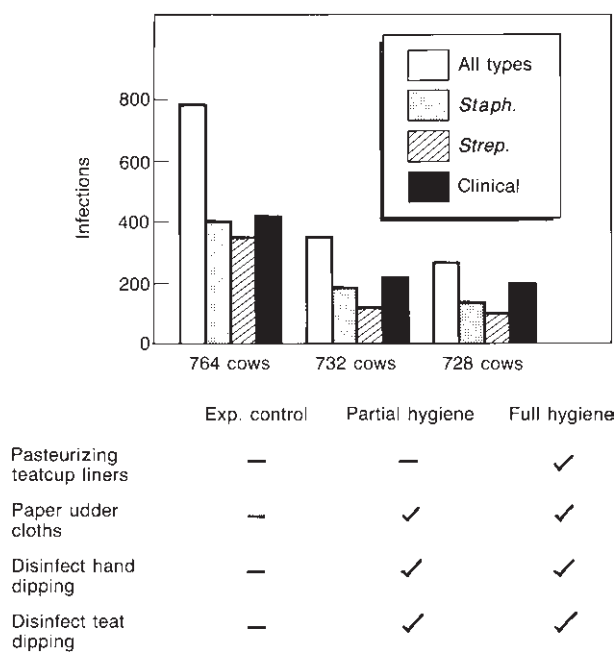 All types
Staph.
Strep.
Clinical
Infections
800
600
400
200
0
764 cows
732 cows
728 cows
Exp. control
Partial hygiene
Full hygiene
Pasteurizing
teatcup liners
– – ✓
Paper udder
cloths
– ✓ ✓
Disinfect hand
dipping
– ✓ ✓
Disinfect teat
dipping
– ✓ ✓